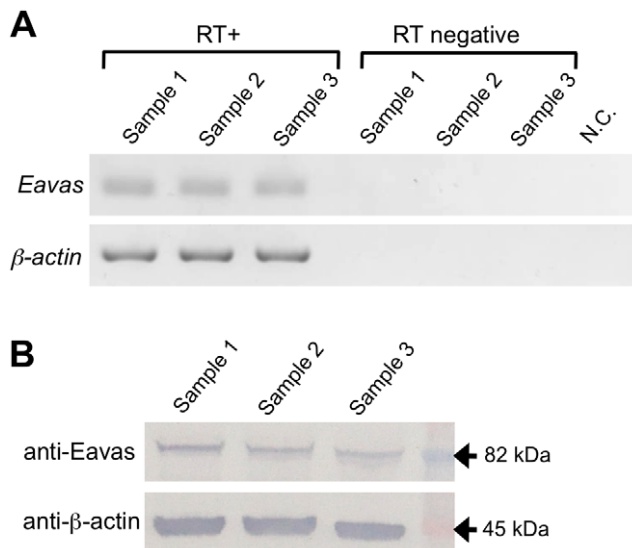 A
RT+ RT negative
Sample 1 Sample 2 Sample 3 Sample 1 Sample 2 Sample 3 N.C.
Eavas
β-actin
B
Sample 1 Sample 2 Sample 3
anti-Eavas 82 kDa
anti-β-actin 45 kDa